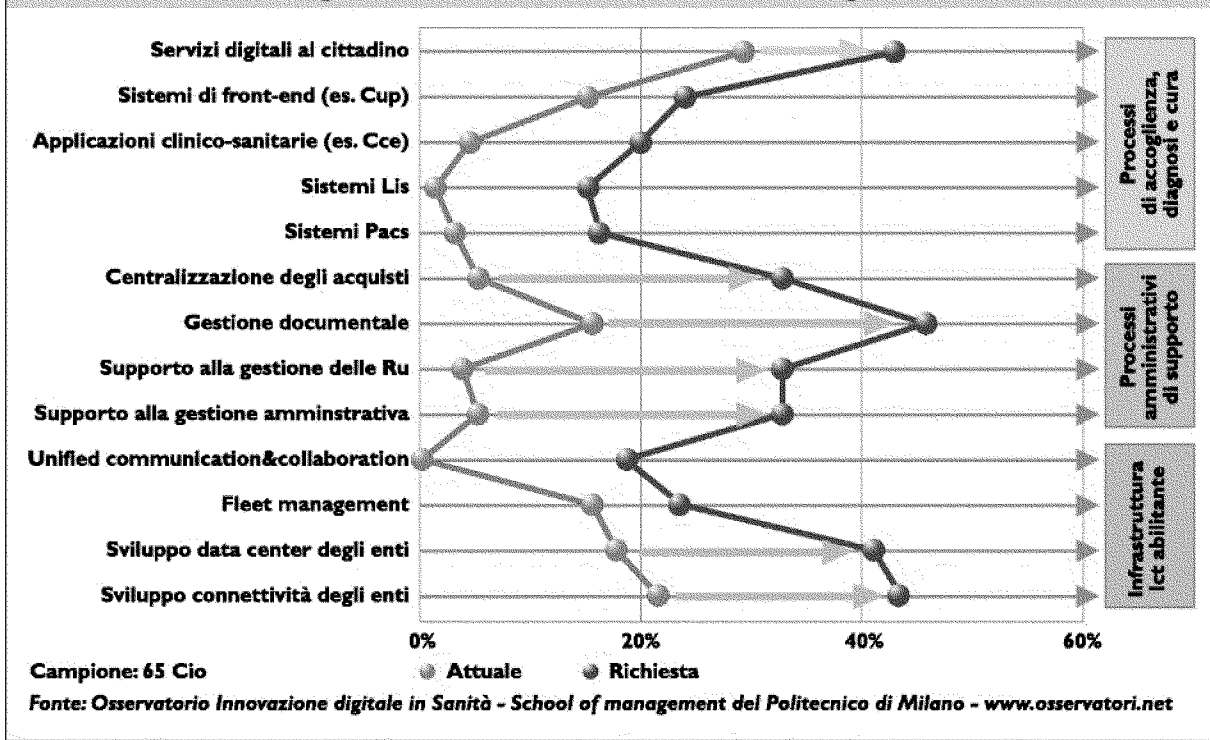 Servizi digitali al cittadino
Sistemi di front-end (es. Cup)
Applicazioni clinico-sanitarie (es. Cce)
Sistemi Lis
Sistemi Pacs
Centralizzazione degli acquisti
Gestione documentale
Supporto alla gestione delle Ru
Supporto alla gestione amminstrativa
Unified communication&collaboration
Fleet management
Sviluppo data center degli enti
Sviluppo connettività degli enti
Processi
di accoglienza,
diagnosi e cura
Processi
amministrativi
di supporto
Infrastruttura
Ict abilitante
0%
20%
40%
60%
Campione: 65 Cio
Attuale
Richiesta
Fonte: Osservatorio Innovazione digitale in Sanità - School of management del Politecnico di Milano - www.osservatori.net